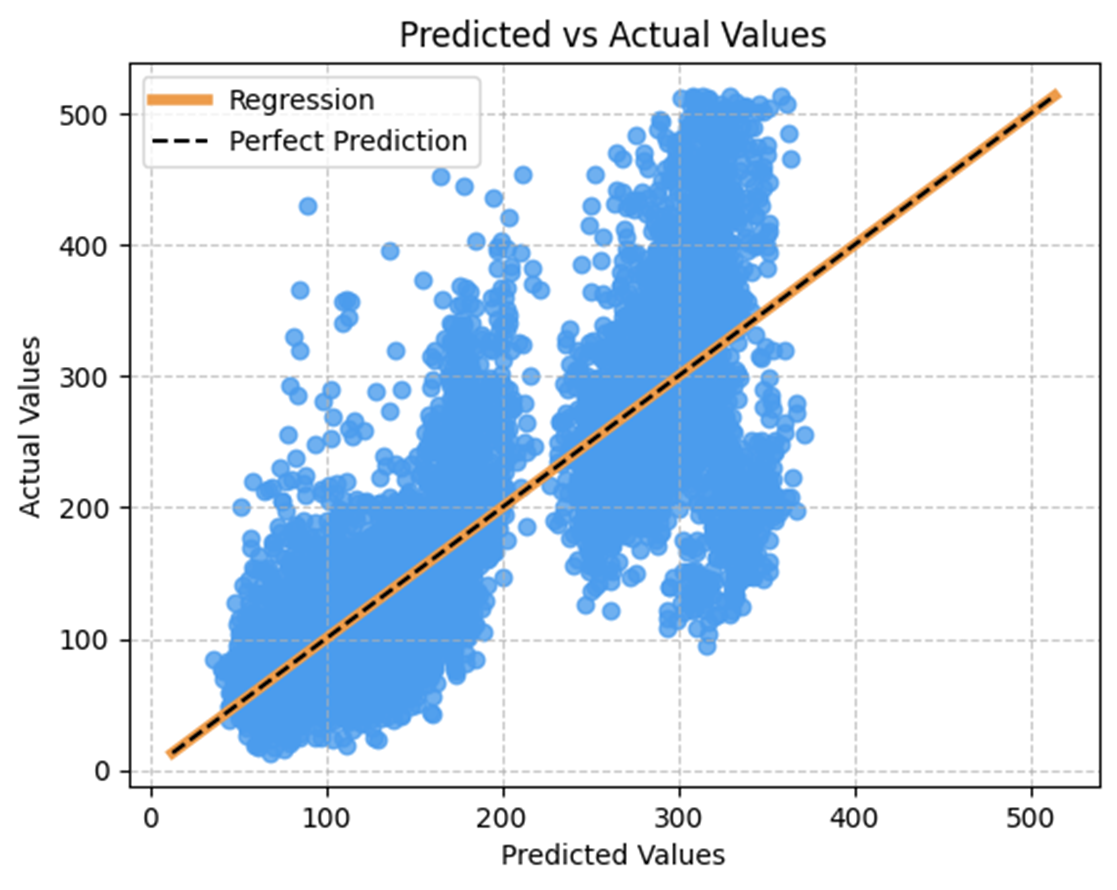 Predicted vs Actual Values
Regression
Perfect Prediction
500
400
300
200
100
0
Actual Values
0 100 200 300 400 500
Predicted Values